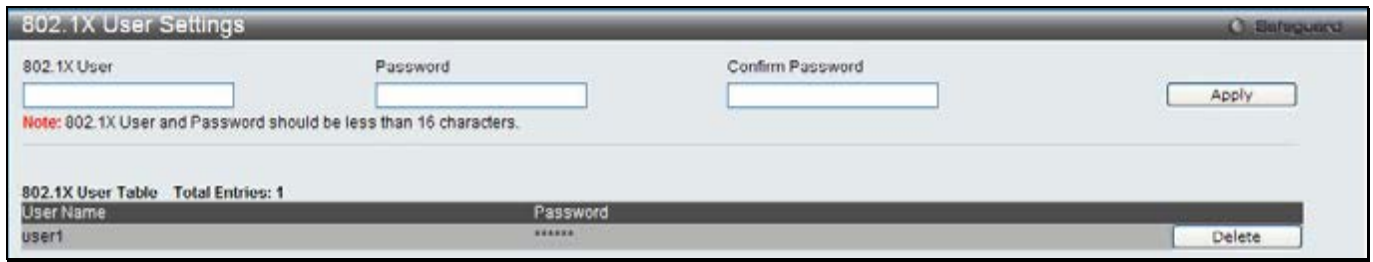 802.1X User Settings
Safeguard
802.1X User Password Confirm Password
Apply
Note: 802.1X User and Password should be less than 16 characters.
802.1X User Table Total Entries: 1
User Name Password
user1 ****** Delete